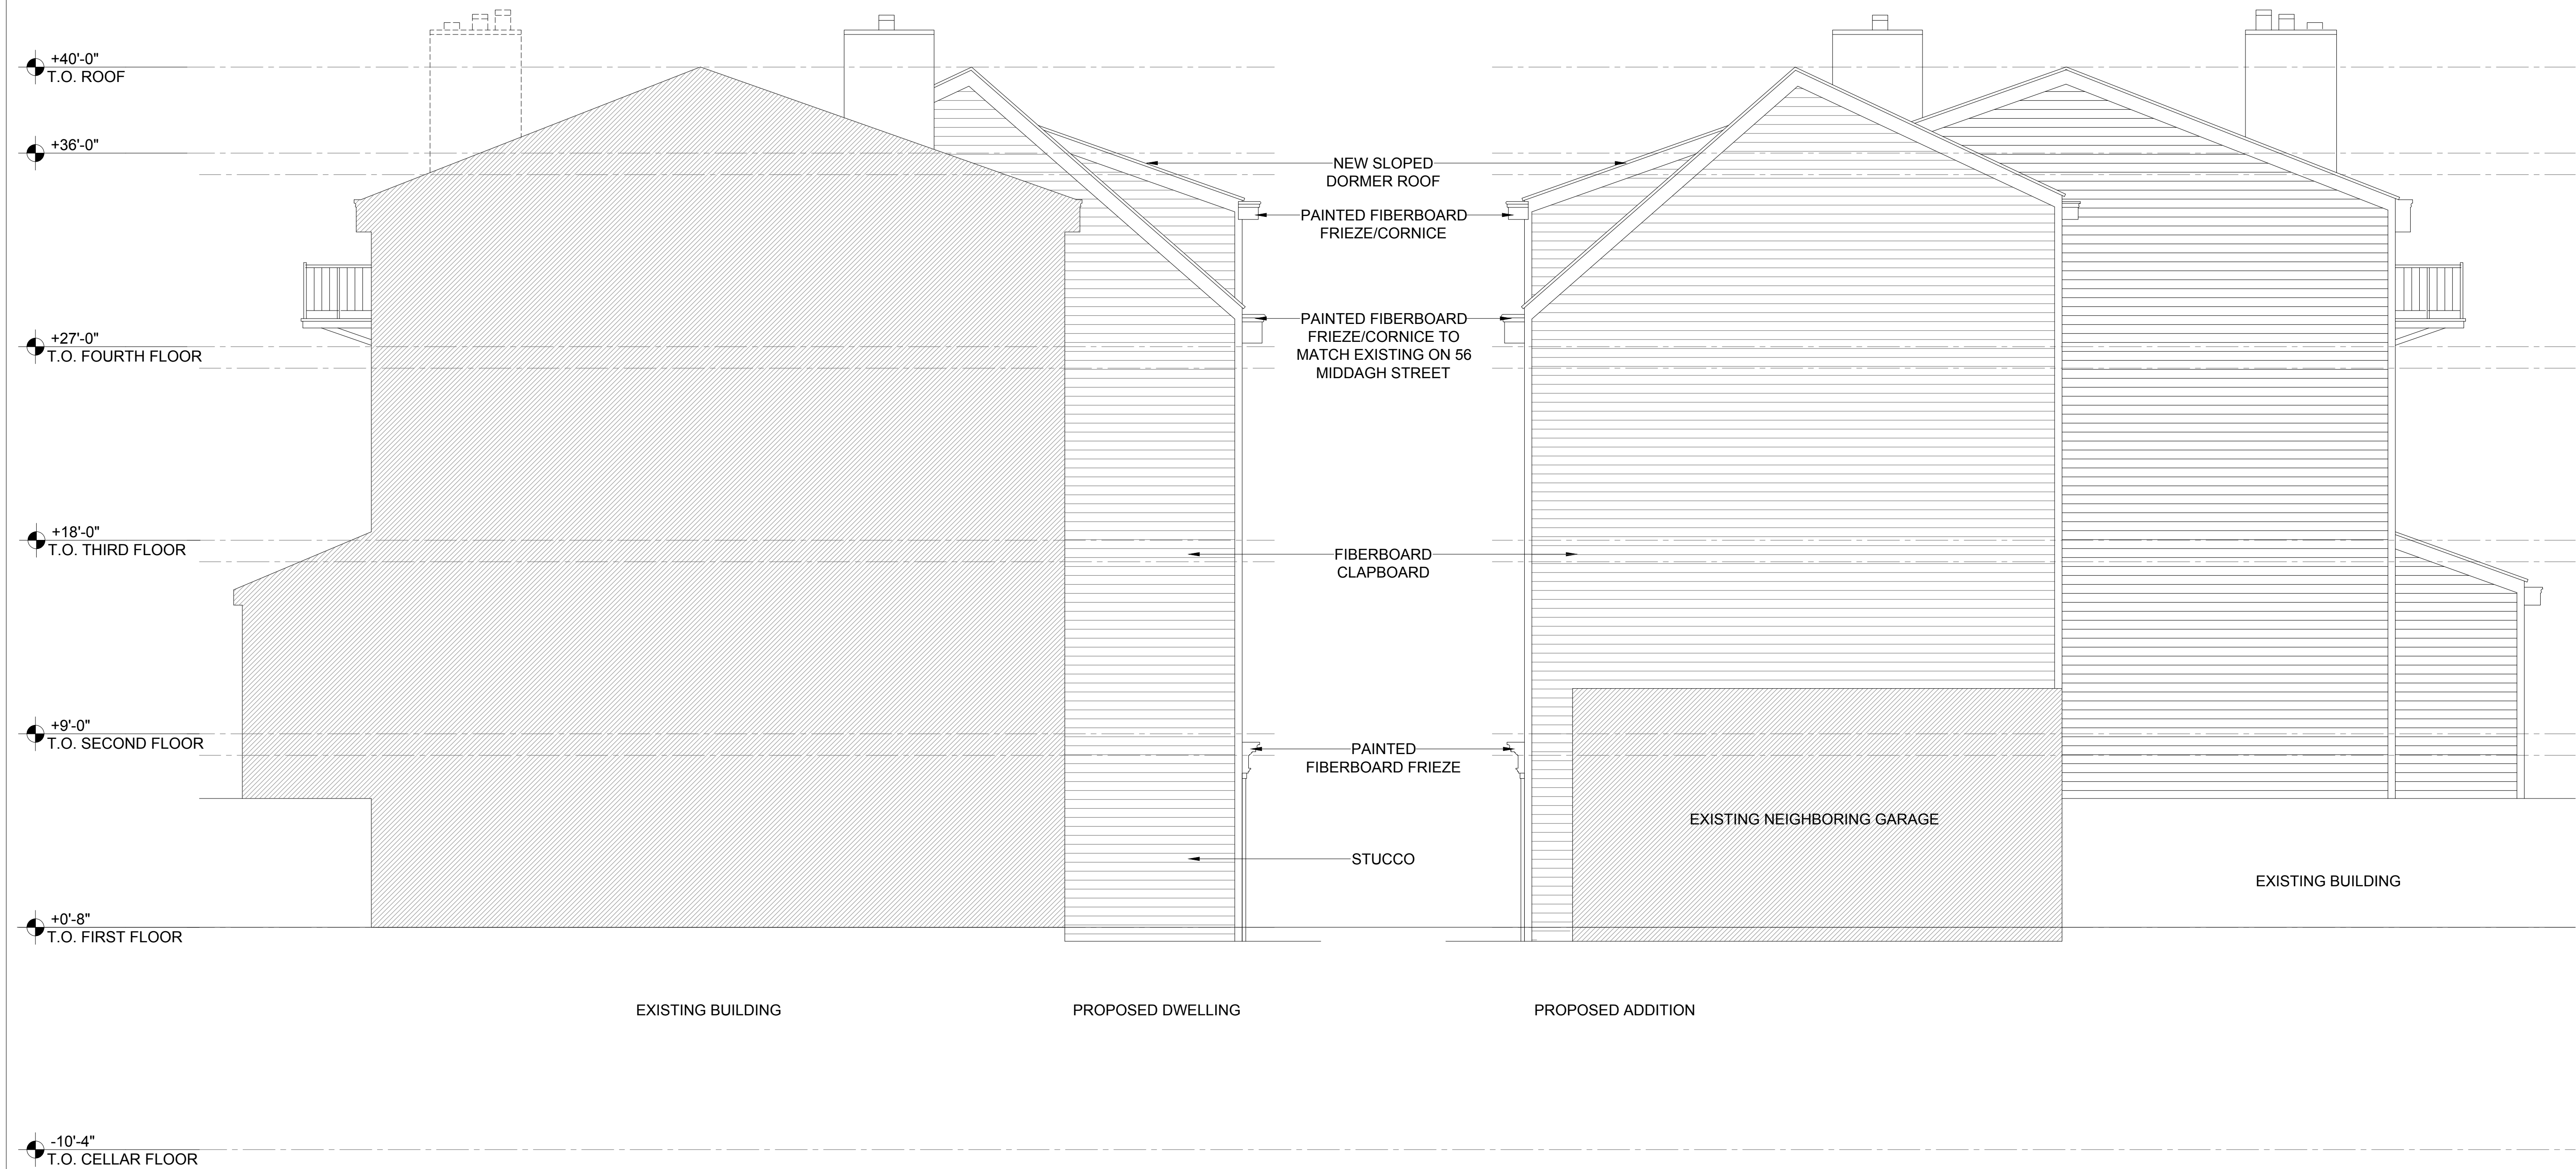 +40'-0"
T.O. ROOF
+36'-0"
NEW SLOPED
DORMER ROOF
PAINTED FIBERBOARD
FRIEZE/CORNICE
PAINTED FIBERBOARD
FRIEZE/CORNICE TO
MATCH EXISTING ON 56
MIDDAGH STREET
+27'-0"
T.O. FOURTH FLOOR
+18'-0"
T.O. THIRD FLOOR
FIBERBOARD
CLAPBOARD
+9'-0"
T.O. SECOND FLOOR
PAINTED
FIBERBOARD FRIEZE
EXISTING NEIGHBORING GARAGE
STUCCO
EXISTING BUILDING
+0'-8"
T.O. FIRST FLOOR
EXISTING BUILDING
PROPOSED DWELLING
PROPOSED ADDITION
-10'-4"
T.O. CELLAR FLOOR